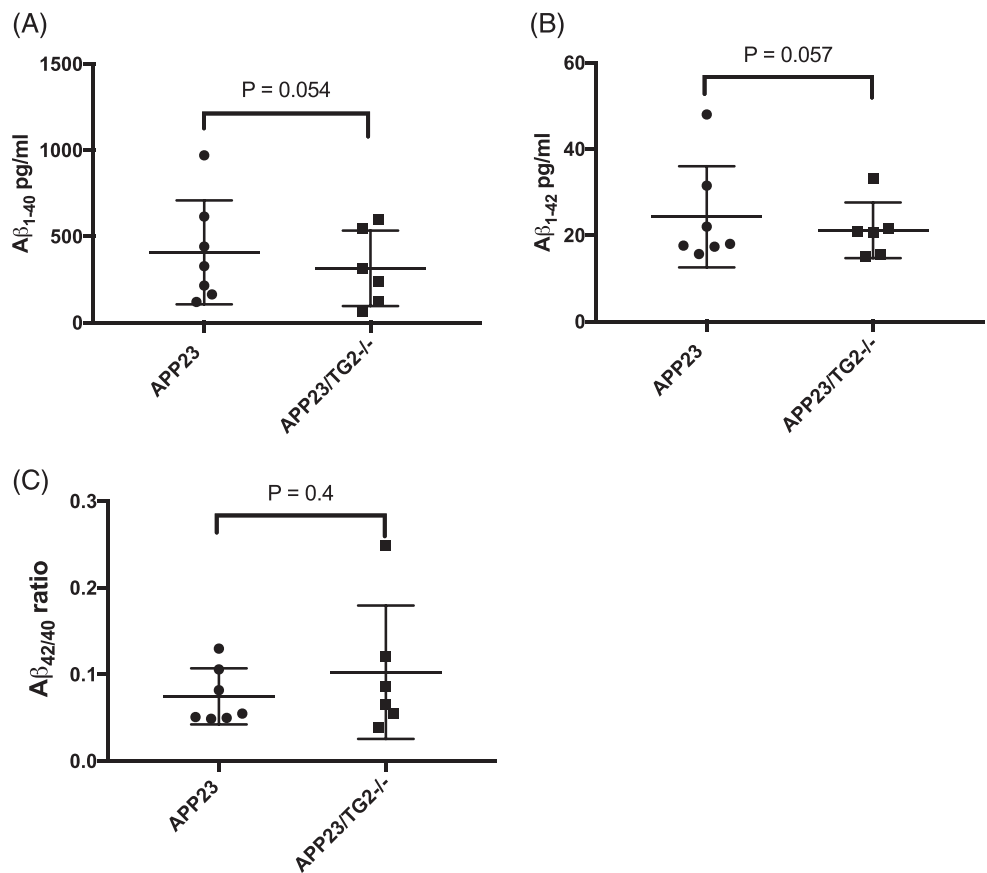 (A)
1500
1000
500
0
Aβ1-40 pg/ml
P = 0.054
APP23
APP23/TG2-/-
(B)
60
40
20
0
Aβ1-42 pg/ml
P = 0.057
APP23
APP23/TG2-/-
(C)
0.3
0.2
0.1
0.0
Aβ42/40 ratio
P = 0.4
APP23
APP23/TG2-/-